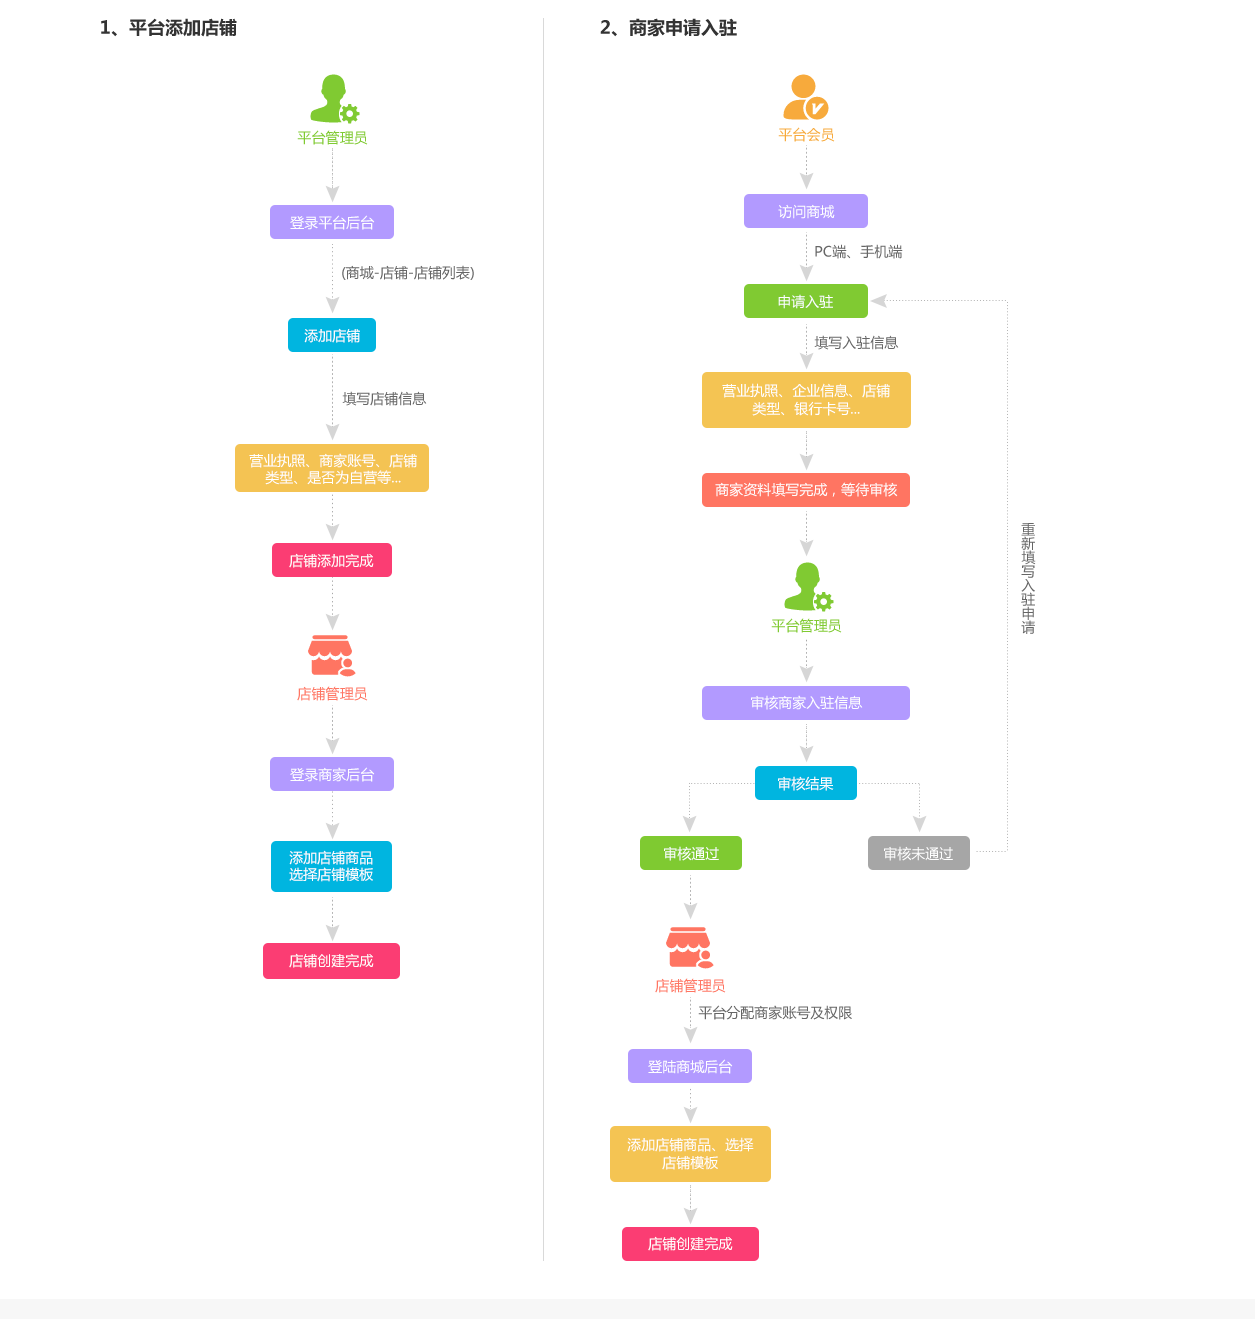 1、平台添加店铺
平台管理员
登录平台后台
(商城-店铺-店铺列表)
添加店铺
填写店铺信息
营业执照、商家账号、店铺
类型、是否为自营等...
店铺添加完成
店铺管理员
登录商家后台
添加店铺商品
选择店铺模板
店铺创建完成
2、商家申请入驻
平台会员
访问商城
PC端、手机端
申请入驻
填写入驻信息
营业执照、企业信息、店铺
类型、银行卡号...
商家资料填写完成，等待审核
平台管理员
审核商家入驻信息
审核结果
审核通过
审核未通过
重新填写入驻申请
店铺管理员
平台分配商家账号及权限
登陆商城后台
添加店铺商品、选择
店铺模板
店铺创建完成